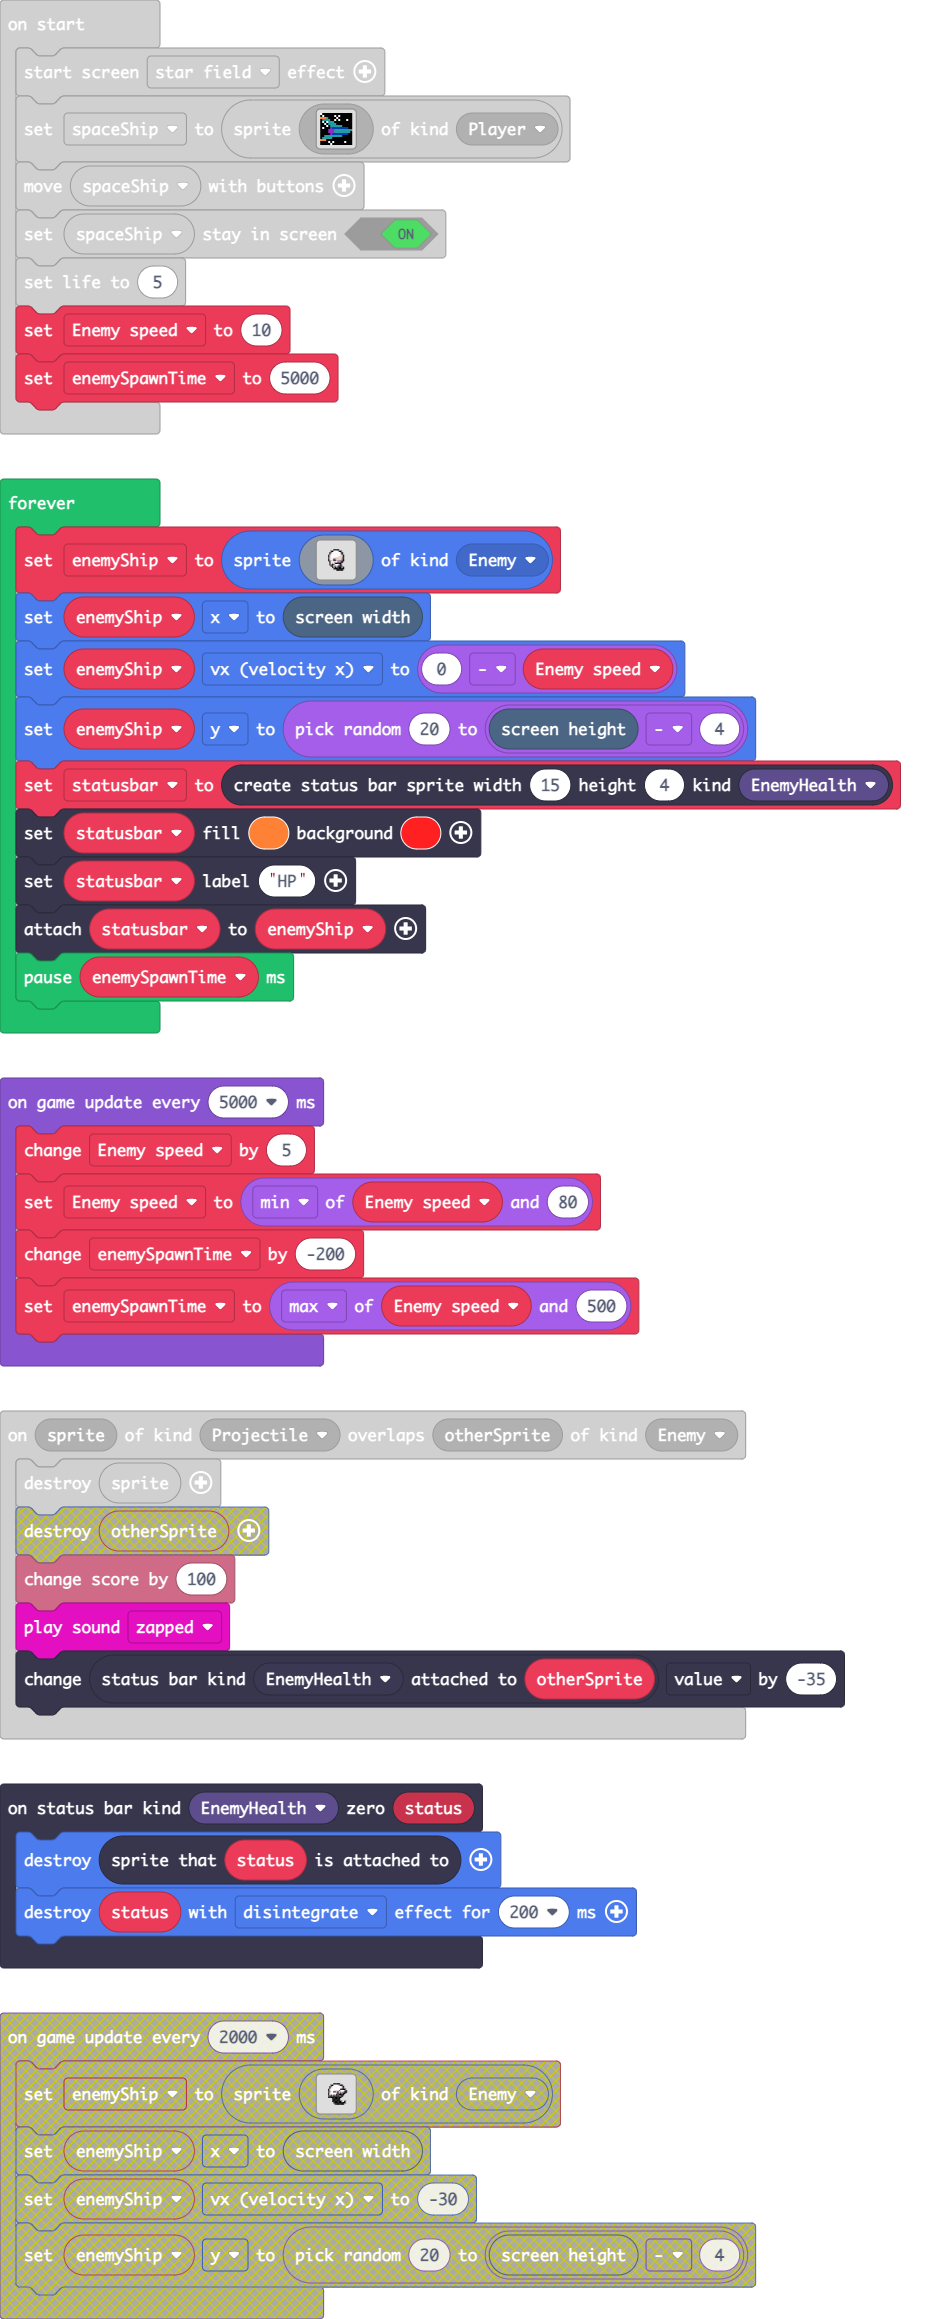 on start
start screen star field effect
set spaceShip to sprite of kind Player
move spaceShip with buttons
set spaceShip stay in screen ON
set life to 5
set Enemy speed to 10
set enemySpawnTime to 5000
forever
set enemyShip to sprite of kind Enemy
set enemyShip x to screen width
set enemyShip vx (velocity x) to 0 - Enemy speed
set enemyShip y to pick random 20 to screen height - 4
set statusbar to create status bar sprite width 15 height 4 kind EnemyHealth
set statusbar fill background
set statusbar label "HP"
attach statusbar to enemyShip
pause enemySpawnTime ms
on game update every 5000 ms
change Enemy speed by 5
set Enemy speed to min of Enemy speed and 80
change enemySpawnTime by -200
set enemySpawnTime to max of Enemy speed and 500
on sprite of kind Projectile overlaps otherSprite of kind Enemy
destroy sprite
destroy otherSprite
change score by 100
play sound zapped
change status bar kind EnemyHealth attached to otherSprite value by -35
on status bar kind EnemyHealth zero status
destroy sprite that status is attached to
destroy status with disintegrate effect for 200 ms
on game update every 2000 ms
set enemyShip to sprite of kind Enemy
set enemyShip x to screen width
set enemyShip vx (velocity x) to -30
set enemyShip y to pick random 20 to screen height - 4